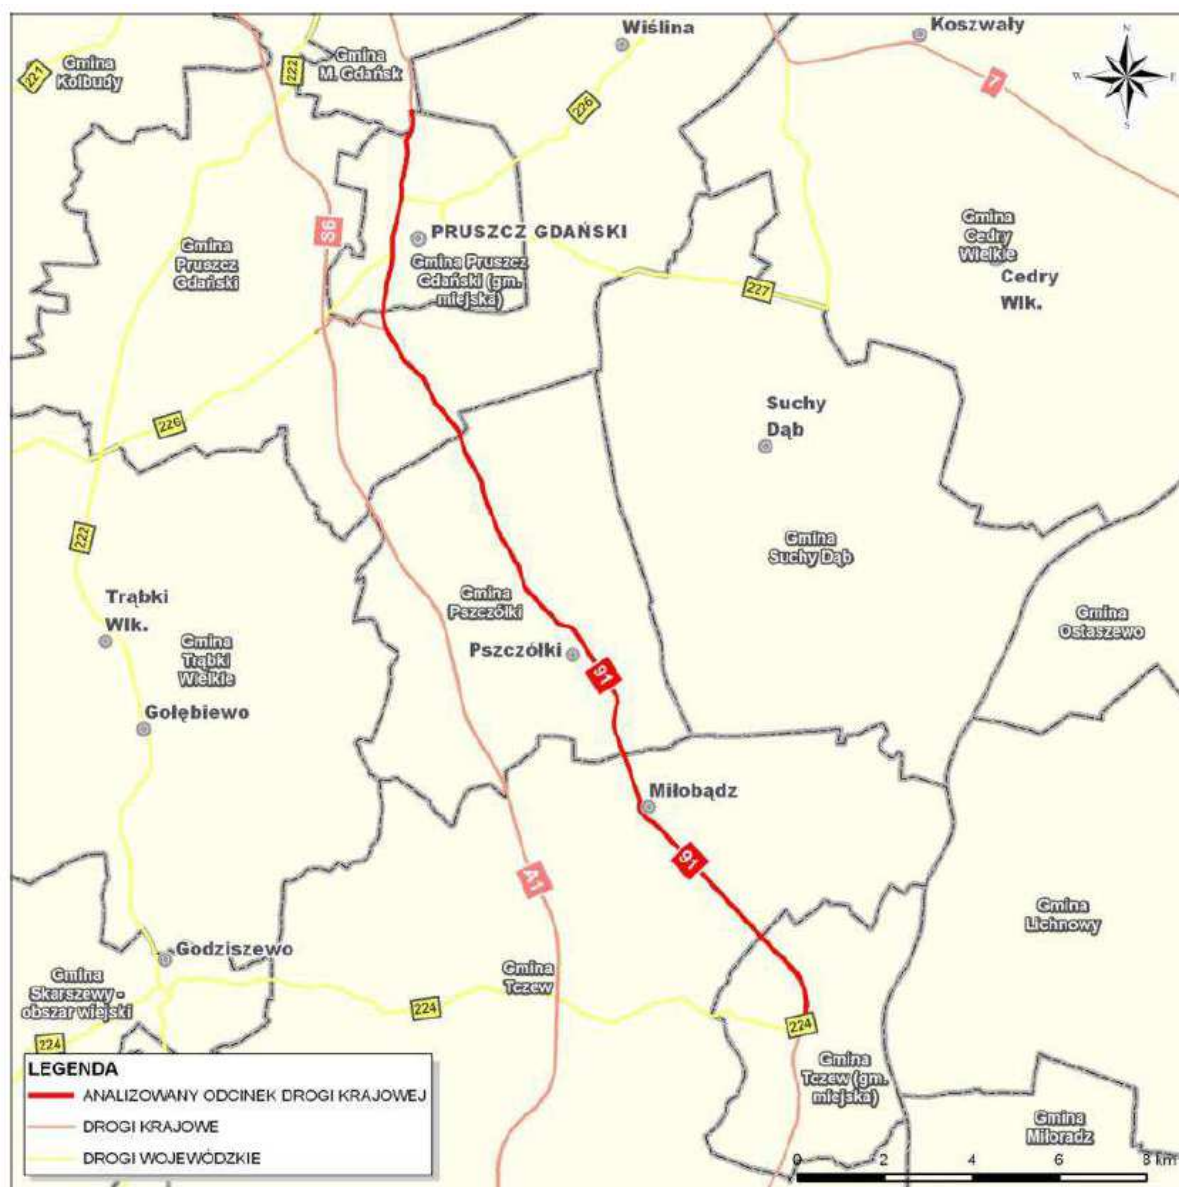 Wiślina
Koszwały
N
W
E
S
221
Gmina
Kolbudy
222
Gmina
M. Gdańsk
7
226
S6
PRUSZCZ GDAŃSKI
Gmina
Pruszcz
Gdański
Gmina Pruszcz
Gdański (gm.
miejska)
Gmina
Cedry
Wielkie
Cedry
Wlk.
227
226
Suchy
Dąb
222
Gmina
Suchy Dąb
Trąbki
Wlk.
Gmina
Trąbki
Wielkie
Gmina
Pszczółki
Pszczółki
91
Gmina
Ostaszewo
Gołębiewo
Miłobądz
91
A1
Gmina
Lichnowy
Godziszewo
Gmina
Skarszewy -
obszar wiejski
Gmina
Tczew
224
224
224
Gmina
Tczew (gm.
miejska)
Gmina
Miłoradz
LEGENDA
ANALIZOWANY ODCINEK DROGI KRAJOWEJ
DROGI KRAJOWE
DROGI WOJEWÓDZKIE
0 2 4 6 8 km